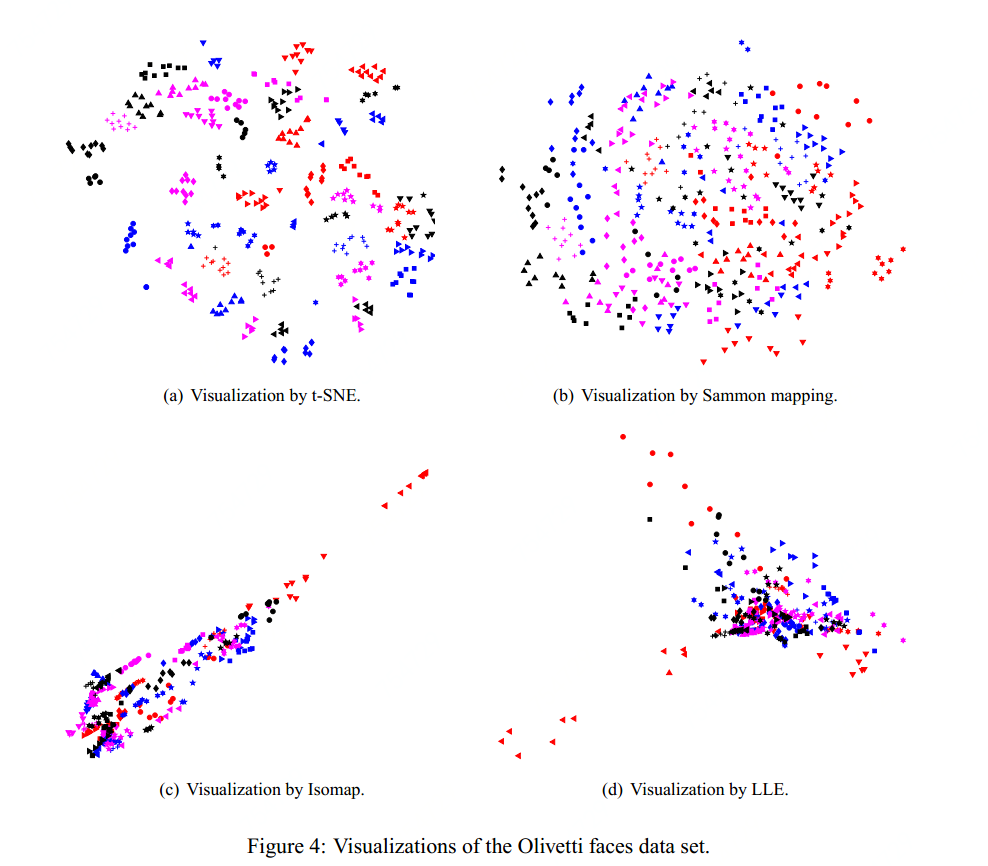 (a) Visualization by t-SNE.
(b) Visualization by Sammon mapping.
(c) Visualization by Isomap.
(d) Visualization by LLE.
Figure 4: Visualizations of the Olivetti faces data set.